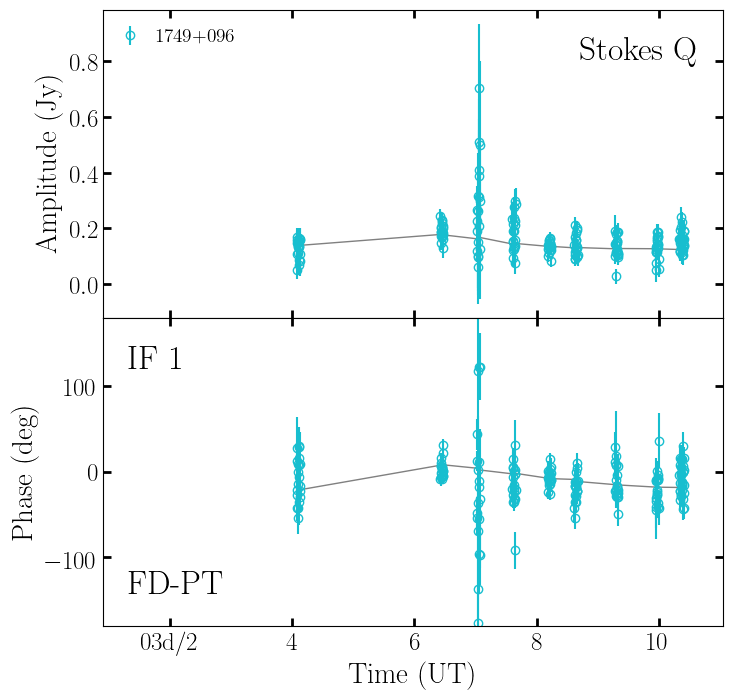 1749+096
Stokes Q
Amplitude (Jy)
0.8
0.6
0.4
0.2
0.0
IF 1
FD-PT
Phase (deg)
100
0
−100
03d/2
4
6
8
10
Time (UT)